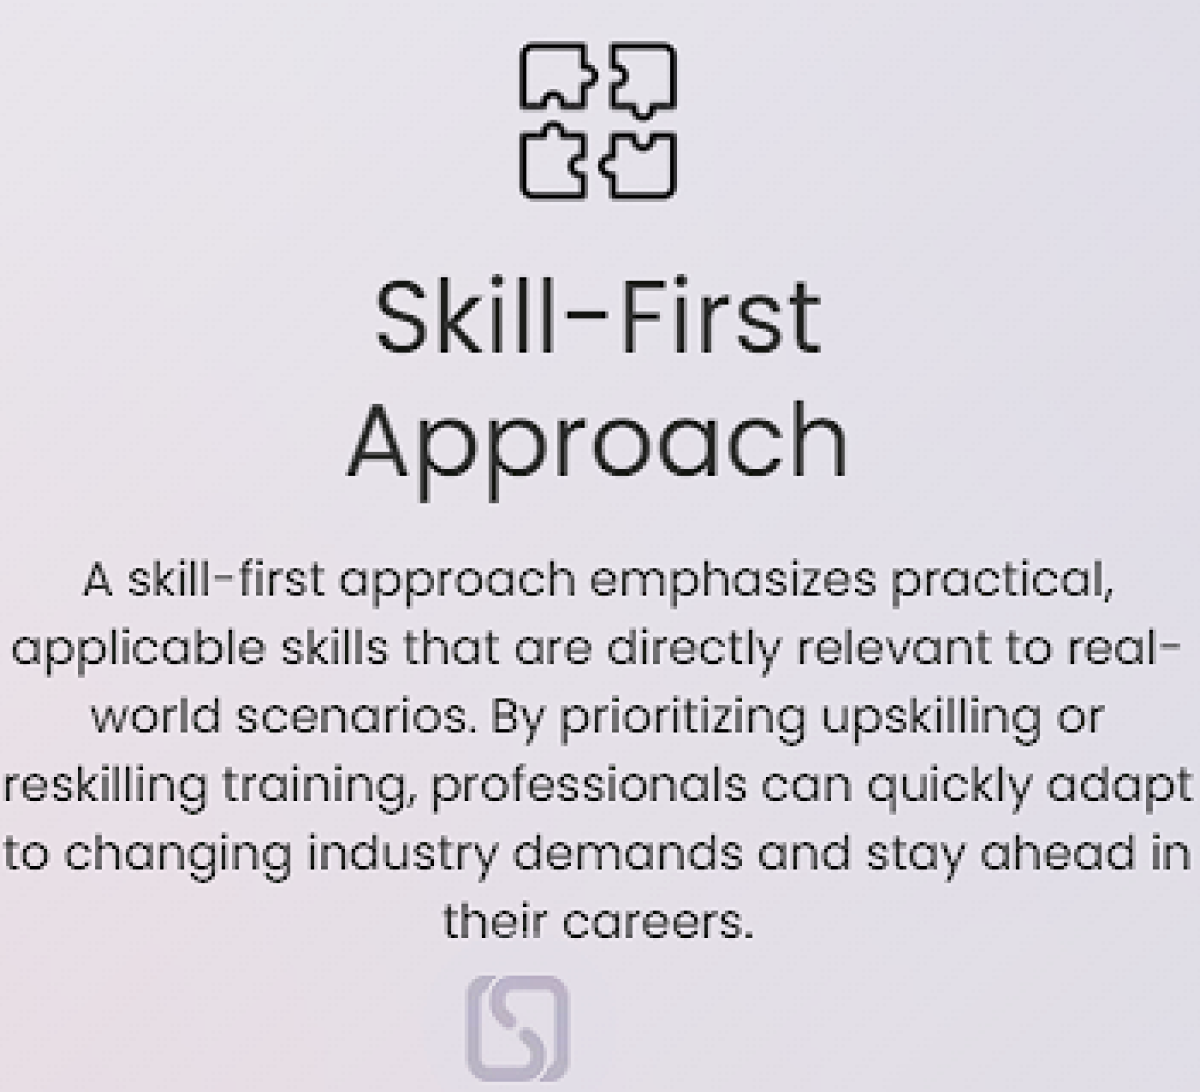 Skill-First
Approach
A skill-first approach emphasizes practical,
applicable skills that are directly relevant to real-
world scenarios. By prioritizing upskilling or
reskilling training, professionals can quickly adapt
to changing industry demands and stay ahead in
their careers.